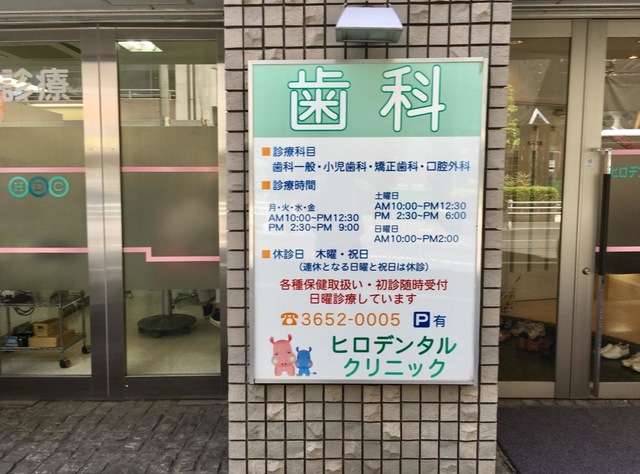 診療
HDC
歯科
■診療科目
歯科一般・小児歯科・矯正歯科・口腔外科
■診療時間
月・火・水・金
AM10:00~PM12:30
PM 2:30~PM 9:00
土曜日
AM10:00~PM12:30
PM 2:30~PM 6:00
日曜日
AM10:00~PM2:00
■休診日 木曜・祝日
(連休となる日曜と祝日は休診)
各種保健取扱い・初診随時受付
日曜診療しています
☎3652-0005 P有
ヒロデンタル
クリニック
ヒロデン